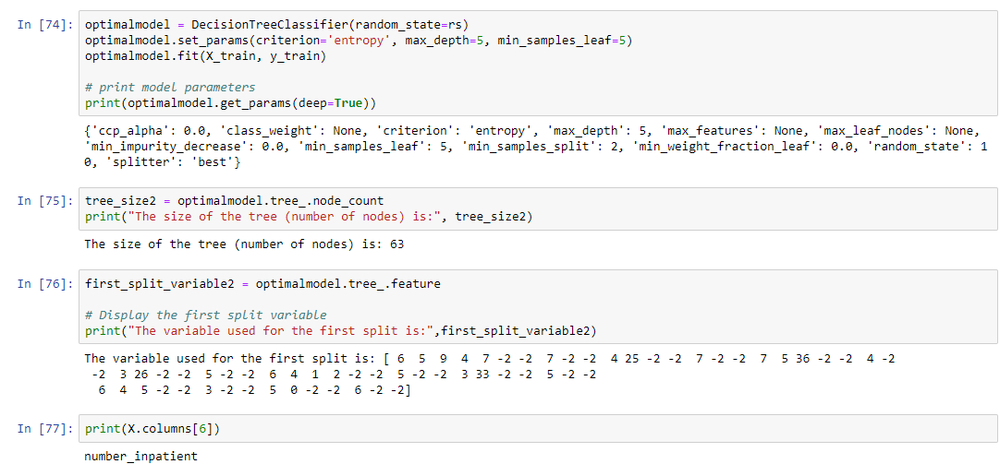 In [74]: optimalmodel = DecisionTreeClassifier(random_state=rs)
optimalmodel.set_params(criterion='entropy', max_depth=5, min_samples_leaf=5)
optimalmodel.fit(X_train, y_train)
# print model parameters
print(optimalmodel.get_params(deep=True))
{'ccp_alpha': 0.0, 'class_weight': None, 'criterion': 'entropy', 'max_depth': 5, 'max_features': None, 'max_leaf_nodes': None,
'min_impurity_decrease': 0.0, 'min_samples_leaf': 5, 'min_samples_split': 2, 'min_weight_fraction_leaf': 0.0, 'random_state': 1
0, 'splitter': 'best'}
In [75]: tree_size2 = optimalmodel.tree_.node_count
print("The size of the tree (number of nodes) is:", tree_size2)
The size of the tree (number of nodes) is: 63
In [76]: first_split_variable2 = optimalmodel.tree_.feature
# Display the first split variable
print("The variable used for the first split is:",first_split_variable2)
The variable used for the first split is: [ 6  5  9  4  7 -2 -2  7 -2 -2  4 25 -2 -2  7 -2 -2  7  5 36 -2 -2  4 -2
-2  3 26 -2 -2  5 -2 -2  6  4  1  2 -2 -2  5 -2 -2  3 33 -2 -2  5 -2 -2
6  4  5 -2 -2  3 -2 -2  5  0 -2 -2  6 -2 -2]
In [77]: print(X.columns[6])
number_inpatient